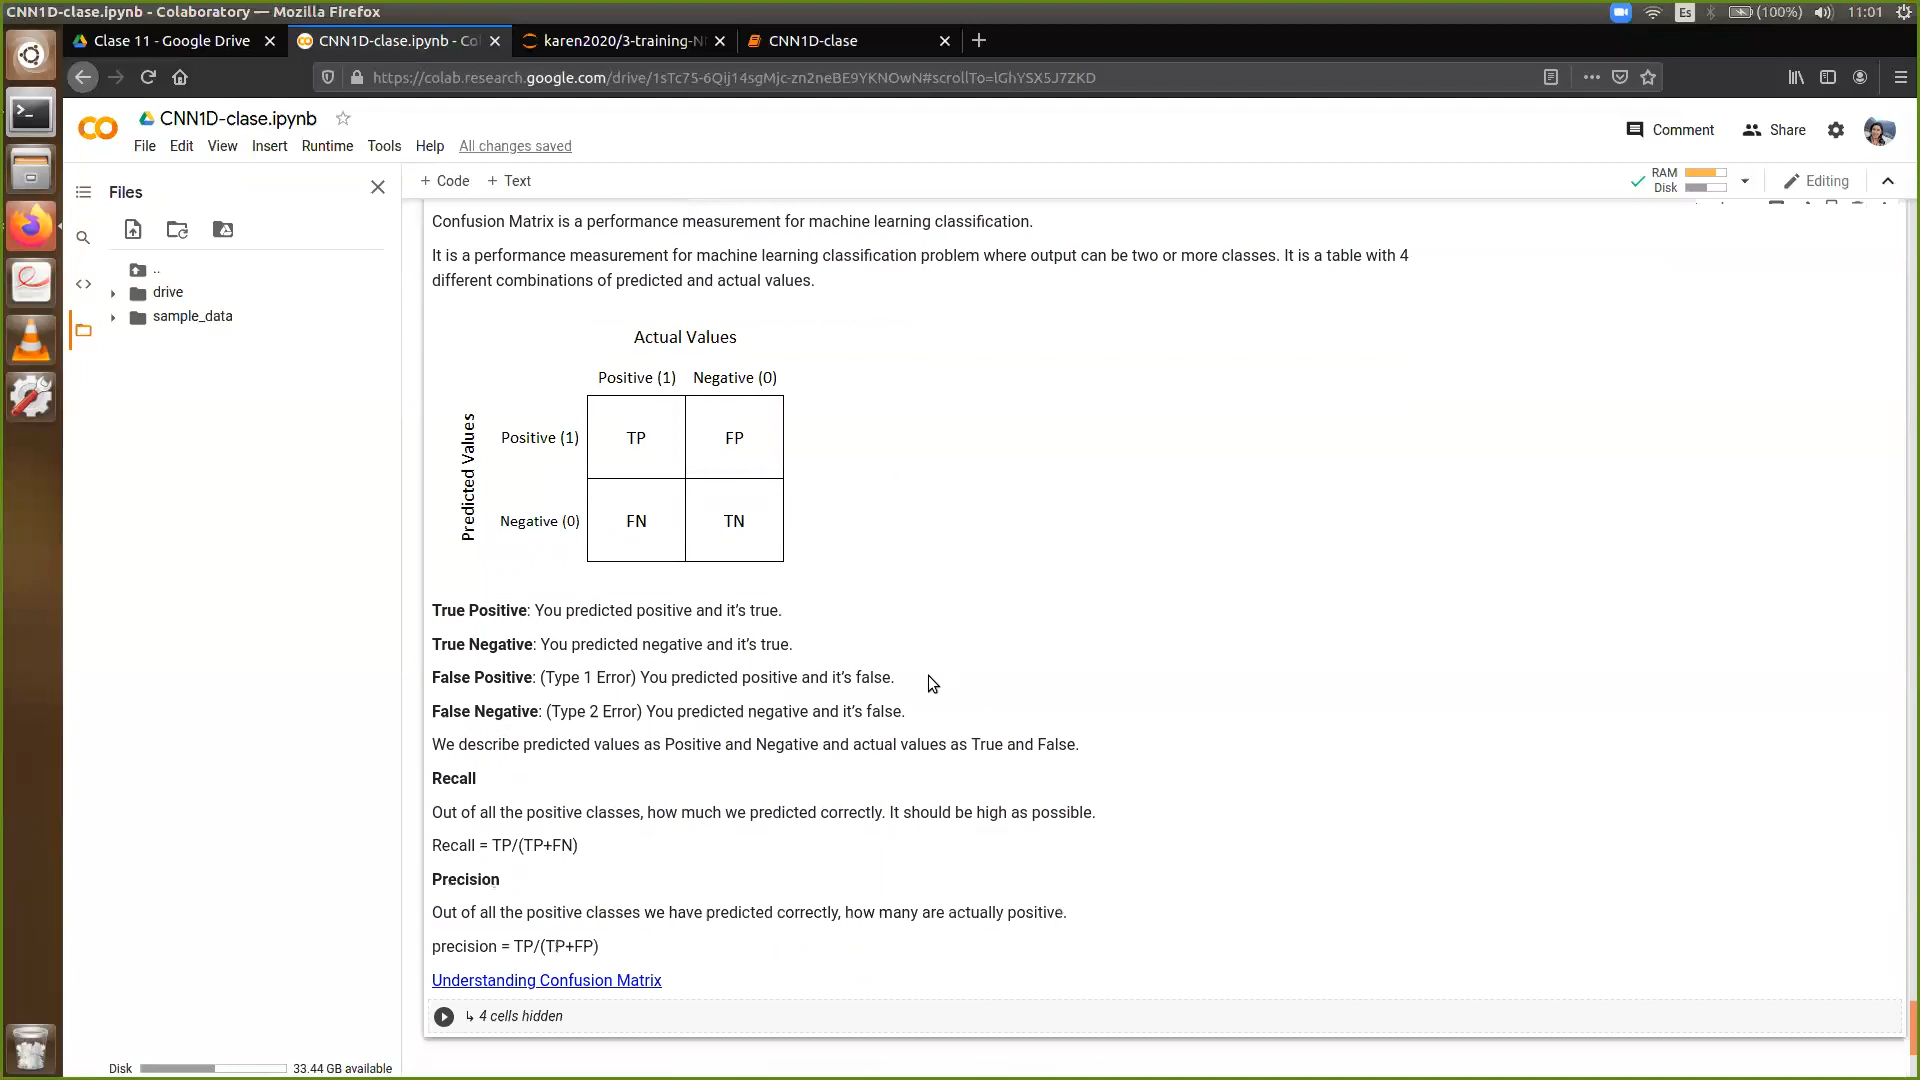 CNN1D-clase.ipynb - Colaboratory — Mozilla Firefox
Es
(100%)
11:01
Clase 11 - Google Drive
CNN1D-clase.ipynb - Co
karen2020/3-training-N
CNN1D-clase
https://colab.research.google.com/drive/1sTc75-6Qij14sgMjc-zn2neBE9YKNOwN#scrollTo=lGhYSX5J7ZKD
CNN1D-clase.ipynb
Comment
Share
File Edit View Insert Runtime Tools Help All changes saved
Files
+ Code + Text
RAM
Disk
Editing
..
drive
sample_data
Confusion Matrix is a performance measurement for machine learning classification.
It is a performance measurement for machine learning classification problem where output can be two or more classes. It is a table with 4
different combinations of predicted and actual values.
Actual Values
Positive (1) Negative (0)
Predicted Values
Positive (1) TP FP
Negative (0) FN TN
True Positive: You predicted positive and it’s true.
True Negative: You predicted negative and it’s true.
False Positive: (Type 1 Error) You predicted positive and it’s false.
False Negative: (Type 2 Error) You predicted negative and it’s false.
We describe predicted values as Positive and Negative and actual values as True and False.
Recall
Out of all the positive classes, how much we predicted correctly. It should be high as possible.
Recall = TP/(TP+FN)
Precision
Out of all the positive classes we have predicted correctly, how many are actually positive.
precision = TP/(TP+FP)
Understanding Confusion Matrix
↳ 4 cells hidden
Disk 33.44 GB available